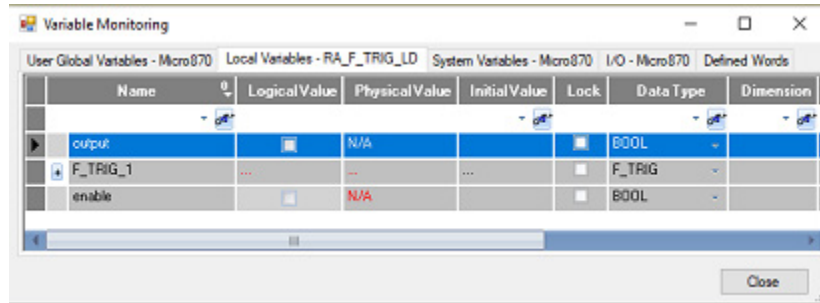 Variable Monitoring
User Global Variables - Micro870 Local Variables - RA_F_TRIG_LD System Variables - Micro870 I/O - Micro870 Defined Words
Name Logical Value Physical Value Initial Value Lock Data Type Dimension
output N/A BOOL
F_TRIG_1 ... ... ... F_TRIG
enable N/A BOOL
Close